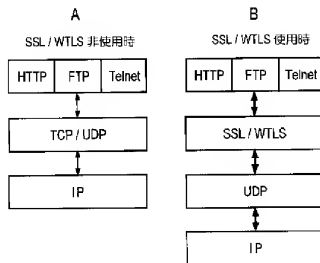 A
SSL / WTLS 非使用時
HTTP FTP Telnet
TCP / UDP
IP
B
SSL / WTLS 使用時
HTTP FTP Telnet
SSL / WTLS
UDP
IP